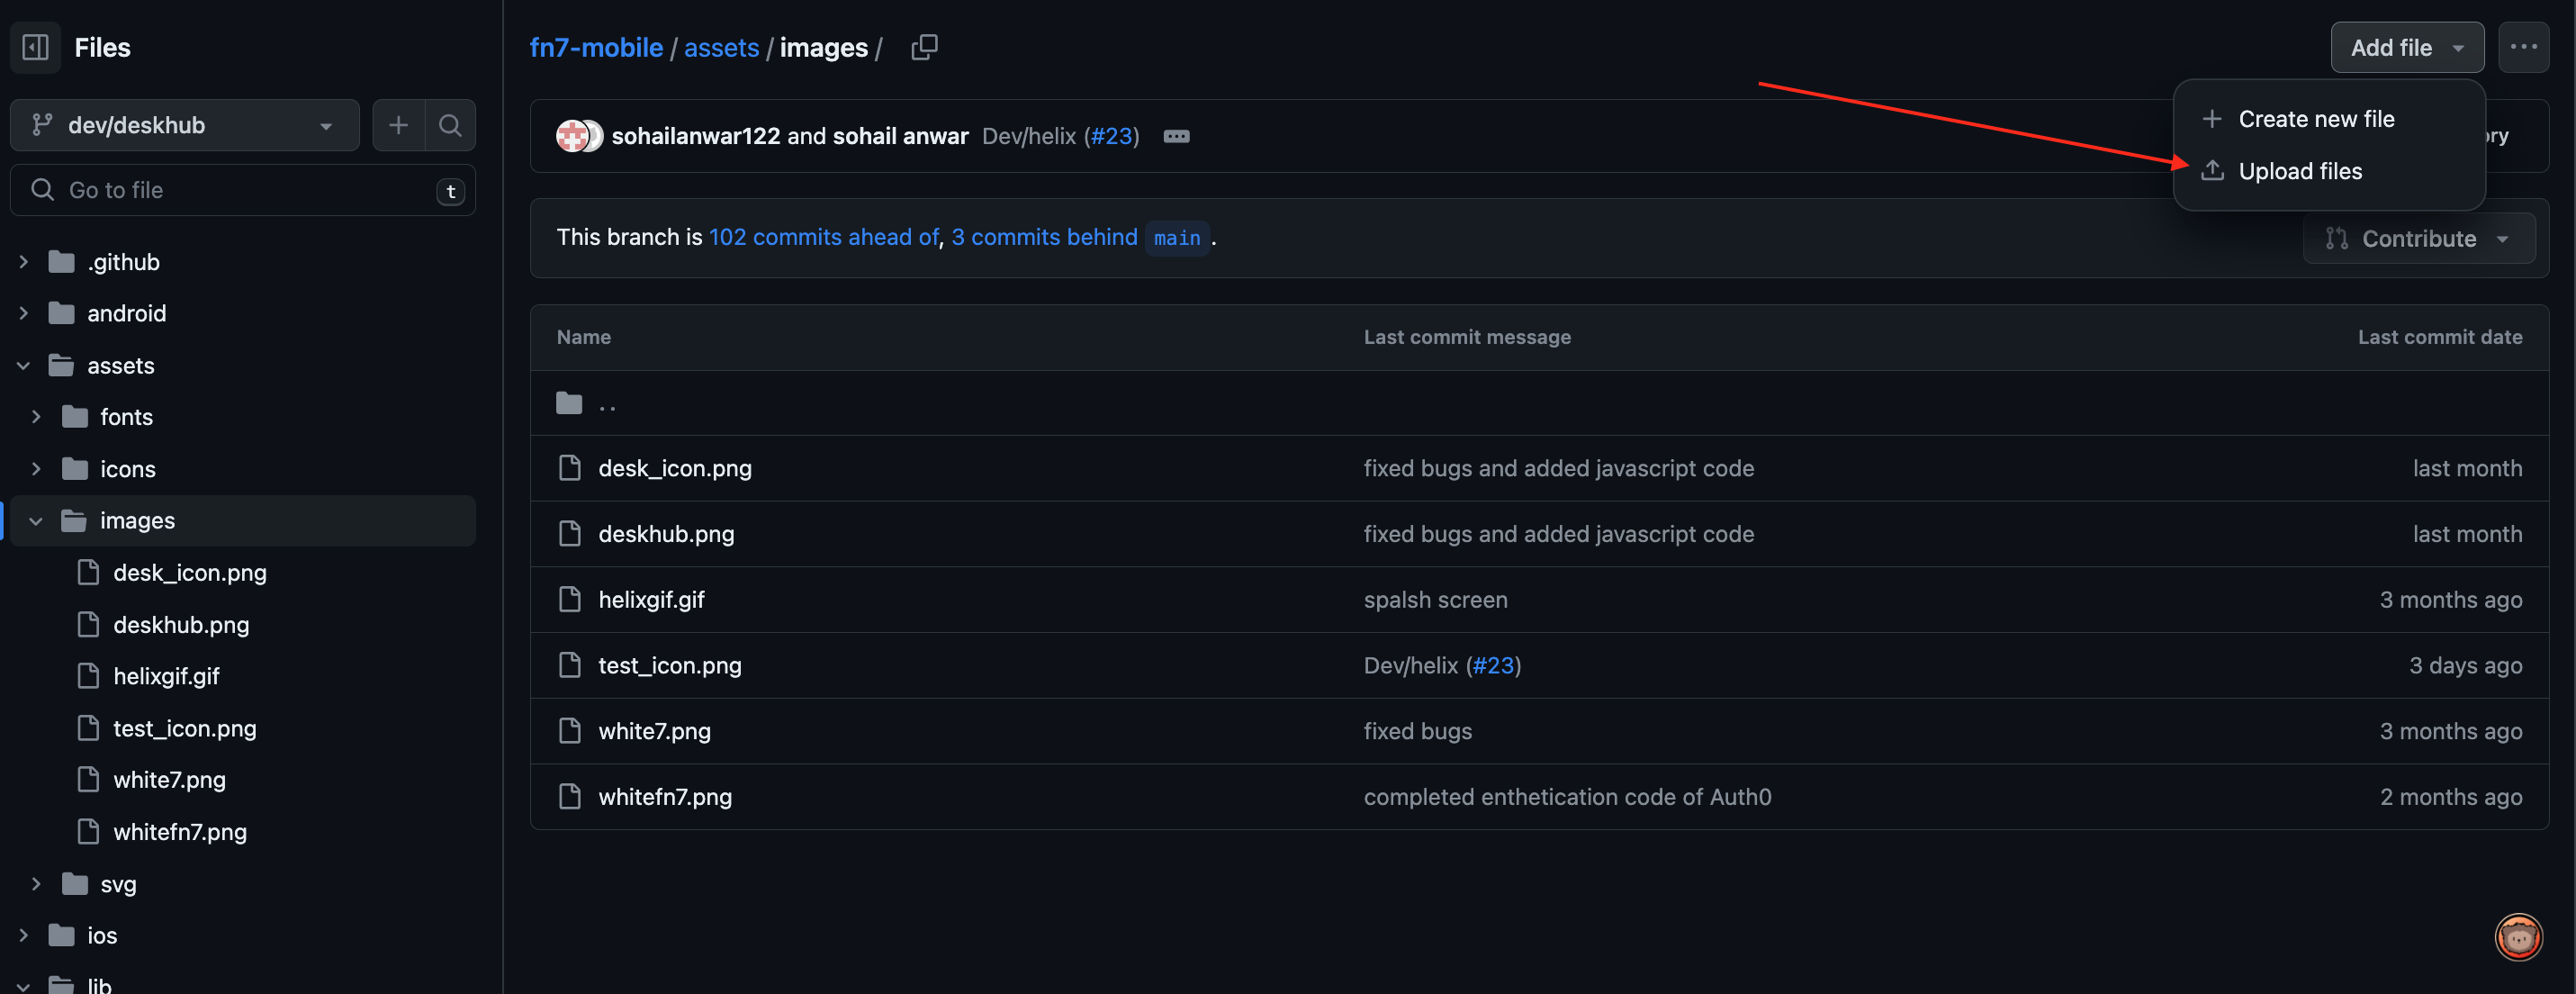 Files
dev/deskhub
Go to file
t
.github
android
assets
fonts
icons
images
desk_icon.png
deskhub.png
helixgif.gif
test_icon.png
white7.png
whitefn7.png
svg
ios
lib
fn7-mobile / assets / images /
Add file
Create new file
Upload files
sohailanwar122 and sohail anwar Dev/helix (#23)
This branch is 102 commits ahead of, 3 commits behind main .
Contribute
Name Last commit message Last commit date
..
desk_icon.png fixed bugs and added javascript code last month
deskhub.png fixed bugs and added javascript code last month
helixgif.gif spalsh screen 3 months ago
test_icon.png Dev/helix (#23) 3 days ago
white7.png fixed bugs 3 months ago
whitefn7.png completed enthetication code of Auth0 2 months ago